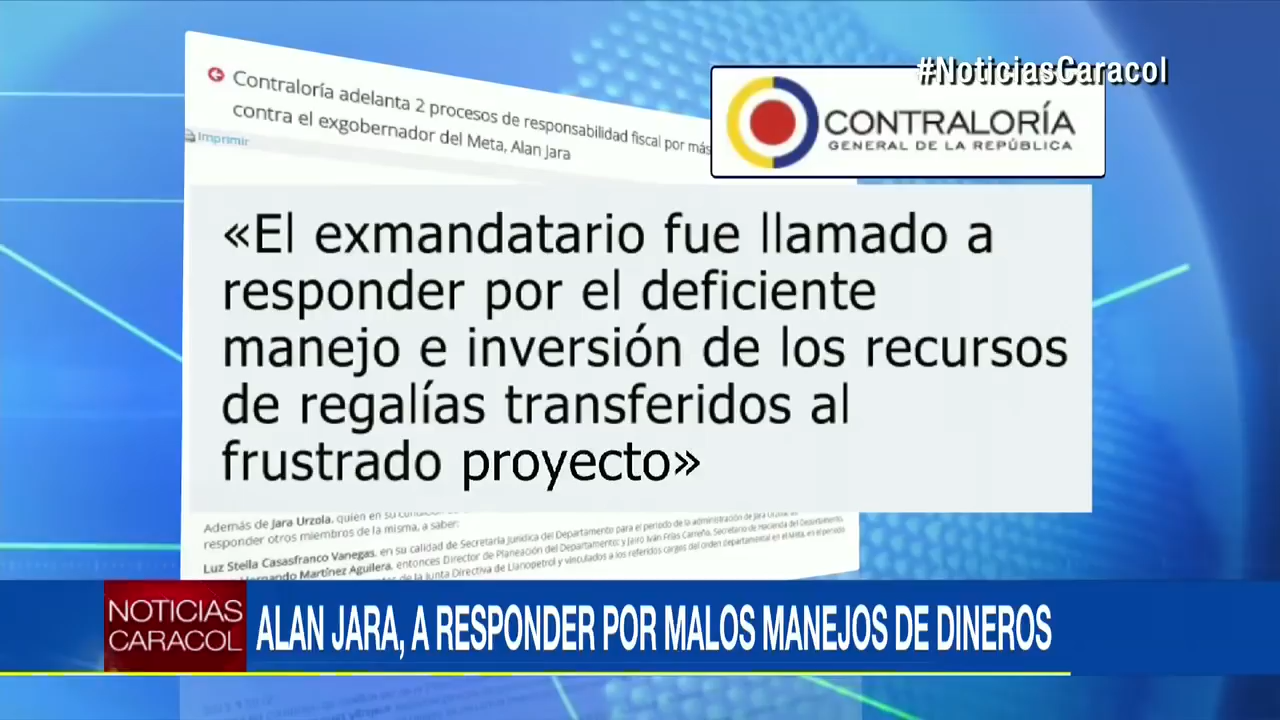 #NoticiasCaracol
CONTRALORÍA
GENERAL DE LA REPÚBLICA
Contraloría adelanta 2 procesos de responsabilidad fiscal por más
contra el exgobernador del Meta, Alan Jara
Imprimir
«El exmandatario fue llamado a
responder por el deficiente
manejo e inversión de los recursos
de regalías transferidos al
frustrado proyecto»
Además de Jara Urzola, quien en su condición de
responder otros miembros de la misma, a saber:
Luz Stella Casasfranco Vanegas, en su calidad de Secretaria Jurídica del Departamento para el periodo de la administración de Jara Urzola
Hernando Martínez Aguilera, entonces Director de Planeación del Departamento; y Jairo Iván Frías Carreño, Secretario de Hacienda del Departamento,
de la Junta Directiva de Llanopetrol y vinculados a los referidos cargos del orden departamental en el Meta, en el periodo
NOTICIAS
CARACOL
ALAN JARA, A RESPONDER POR MALOS MANEJOS DE DINEROS